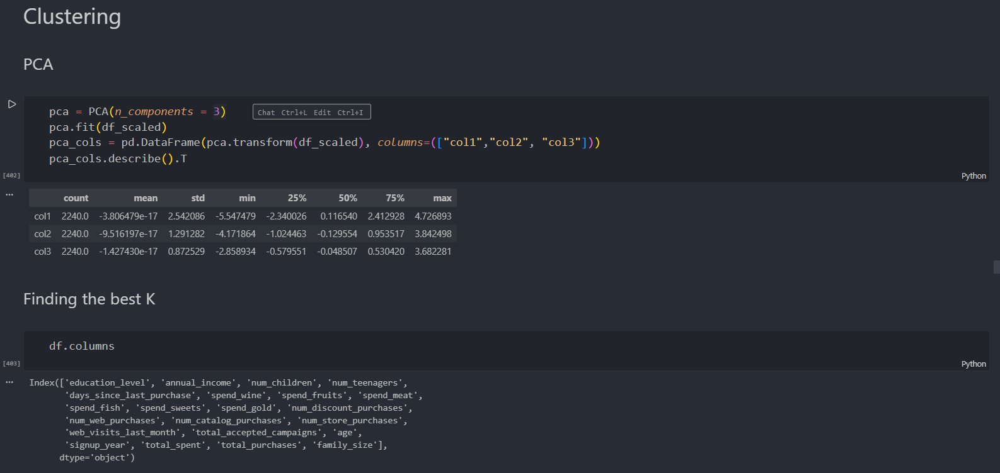 Clustering
PCA
pca = PCA(n_components = 3)
Chat Ctrl+L Edit Ctrl+I
pca.fit(df_scaled)
pca_cols = pd.DataFrame(pca.transform(df_scaled), columns=(["col1","col2", "col3"]))
pca_cols.describe().T
[402]
Python
...
count mean std min 25% 50% 75% max
col1 2240.0 -3.806479e-17 2.542086 -5.547479 -2.340026 0.116540 2.412928 4.726893
col2 2240.0 -9.516197e-17 1.291282 -4.171864 -1.024463 -0.129554 0.953517 3.842498
col3 2240.0 -1.427430e-17 0.872529 -2.858934 -0.579551 -0.048507 0.530420 3.682281
Finding the best K
df.columns
[403]
Python
...
Index(['education_level', 'annual_income', 'num_children', 'num_teenagers',
'days_since_last_purchase', 'spend_wine', 'spend_fruits', 'spend_meat',
'spend_fish', 'spend_sweets', 'spend_gold', 'num_discount_purchases',
'num_web_purchases', 'num_catalog_purchases', 'num_store_purchases',
'web_visits_last_month', 'total_accepted_campaigns', 'age',
'signup_year', 'total_spent', 'total_purchases', 'family_size'],
dtype='object')